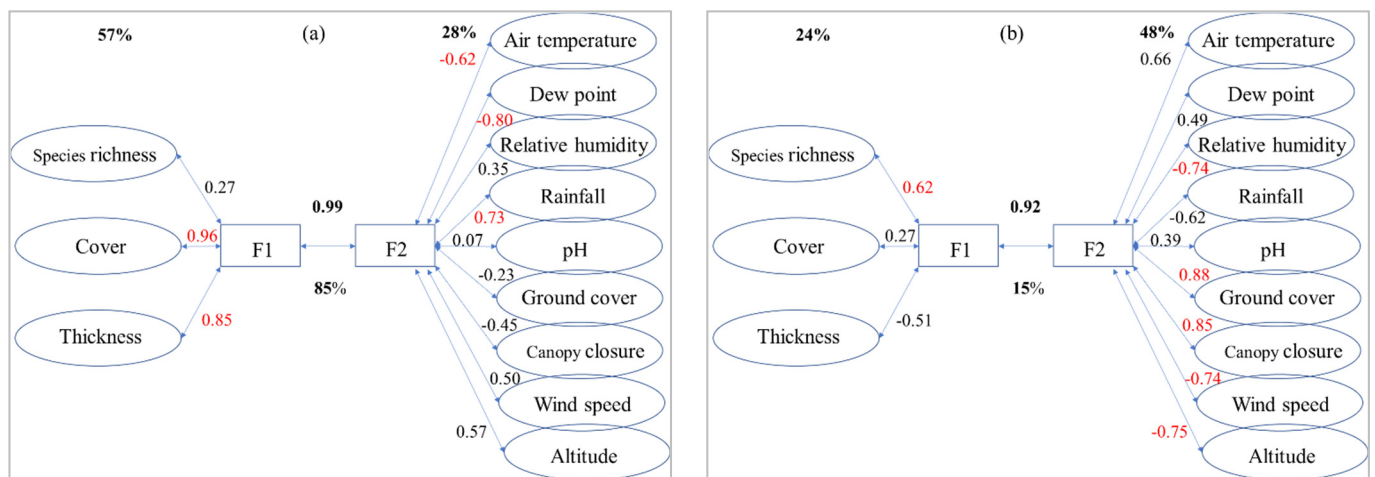 57%
(a)
28%
Air temperature
-0.62
Dew point
-0.80
Relative humidity
0.35
Species richness
0.27
Rainfall
0.73
0.99
Cover
0.96
F1
F2
0.07
pH
-0.23
85%
Ground cover
Thickness
0.85
-0.45
Canopy closure
0.50
Wind speed
0.57
Altitude
24%
(b)
48%
Air temperature
0.66
Dew point
0.49
Relative humidity
-0.74
Species richness
0.62
Rainfall
-0.62
0.92
Cover
0.27
F1
F2
0.39
pH
0.88
15%
Ground cover
Thickness
-0.51
0.85
Canopy closure
-0.74
Wind speed
-0.75
Altitude